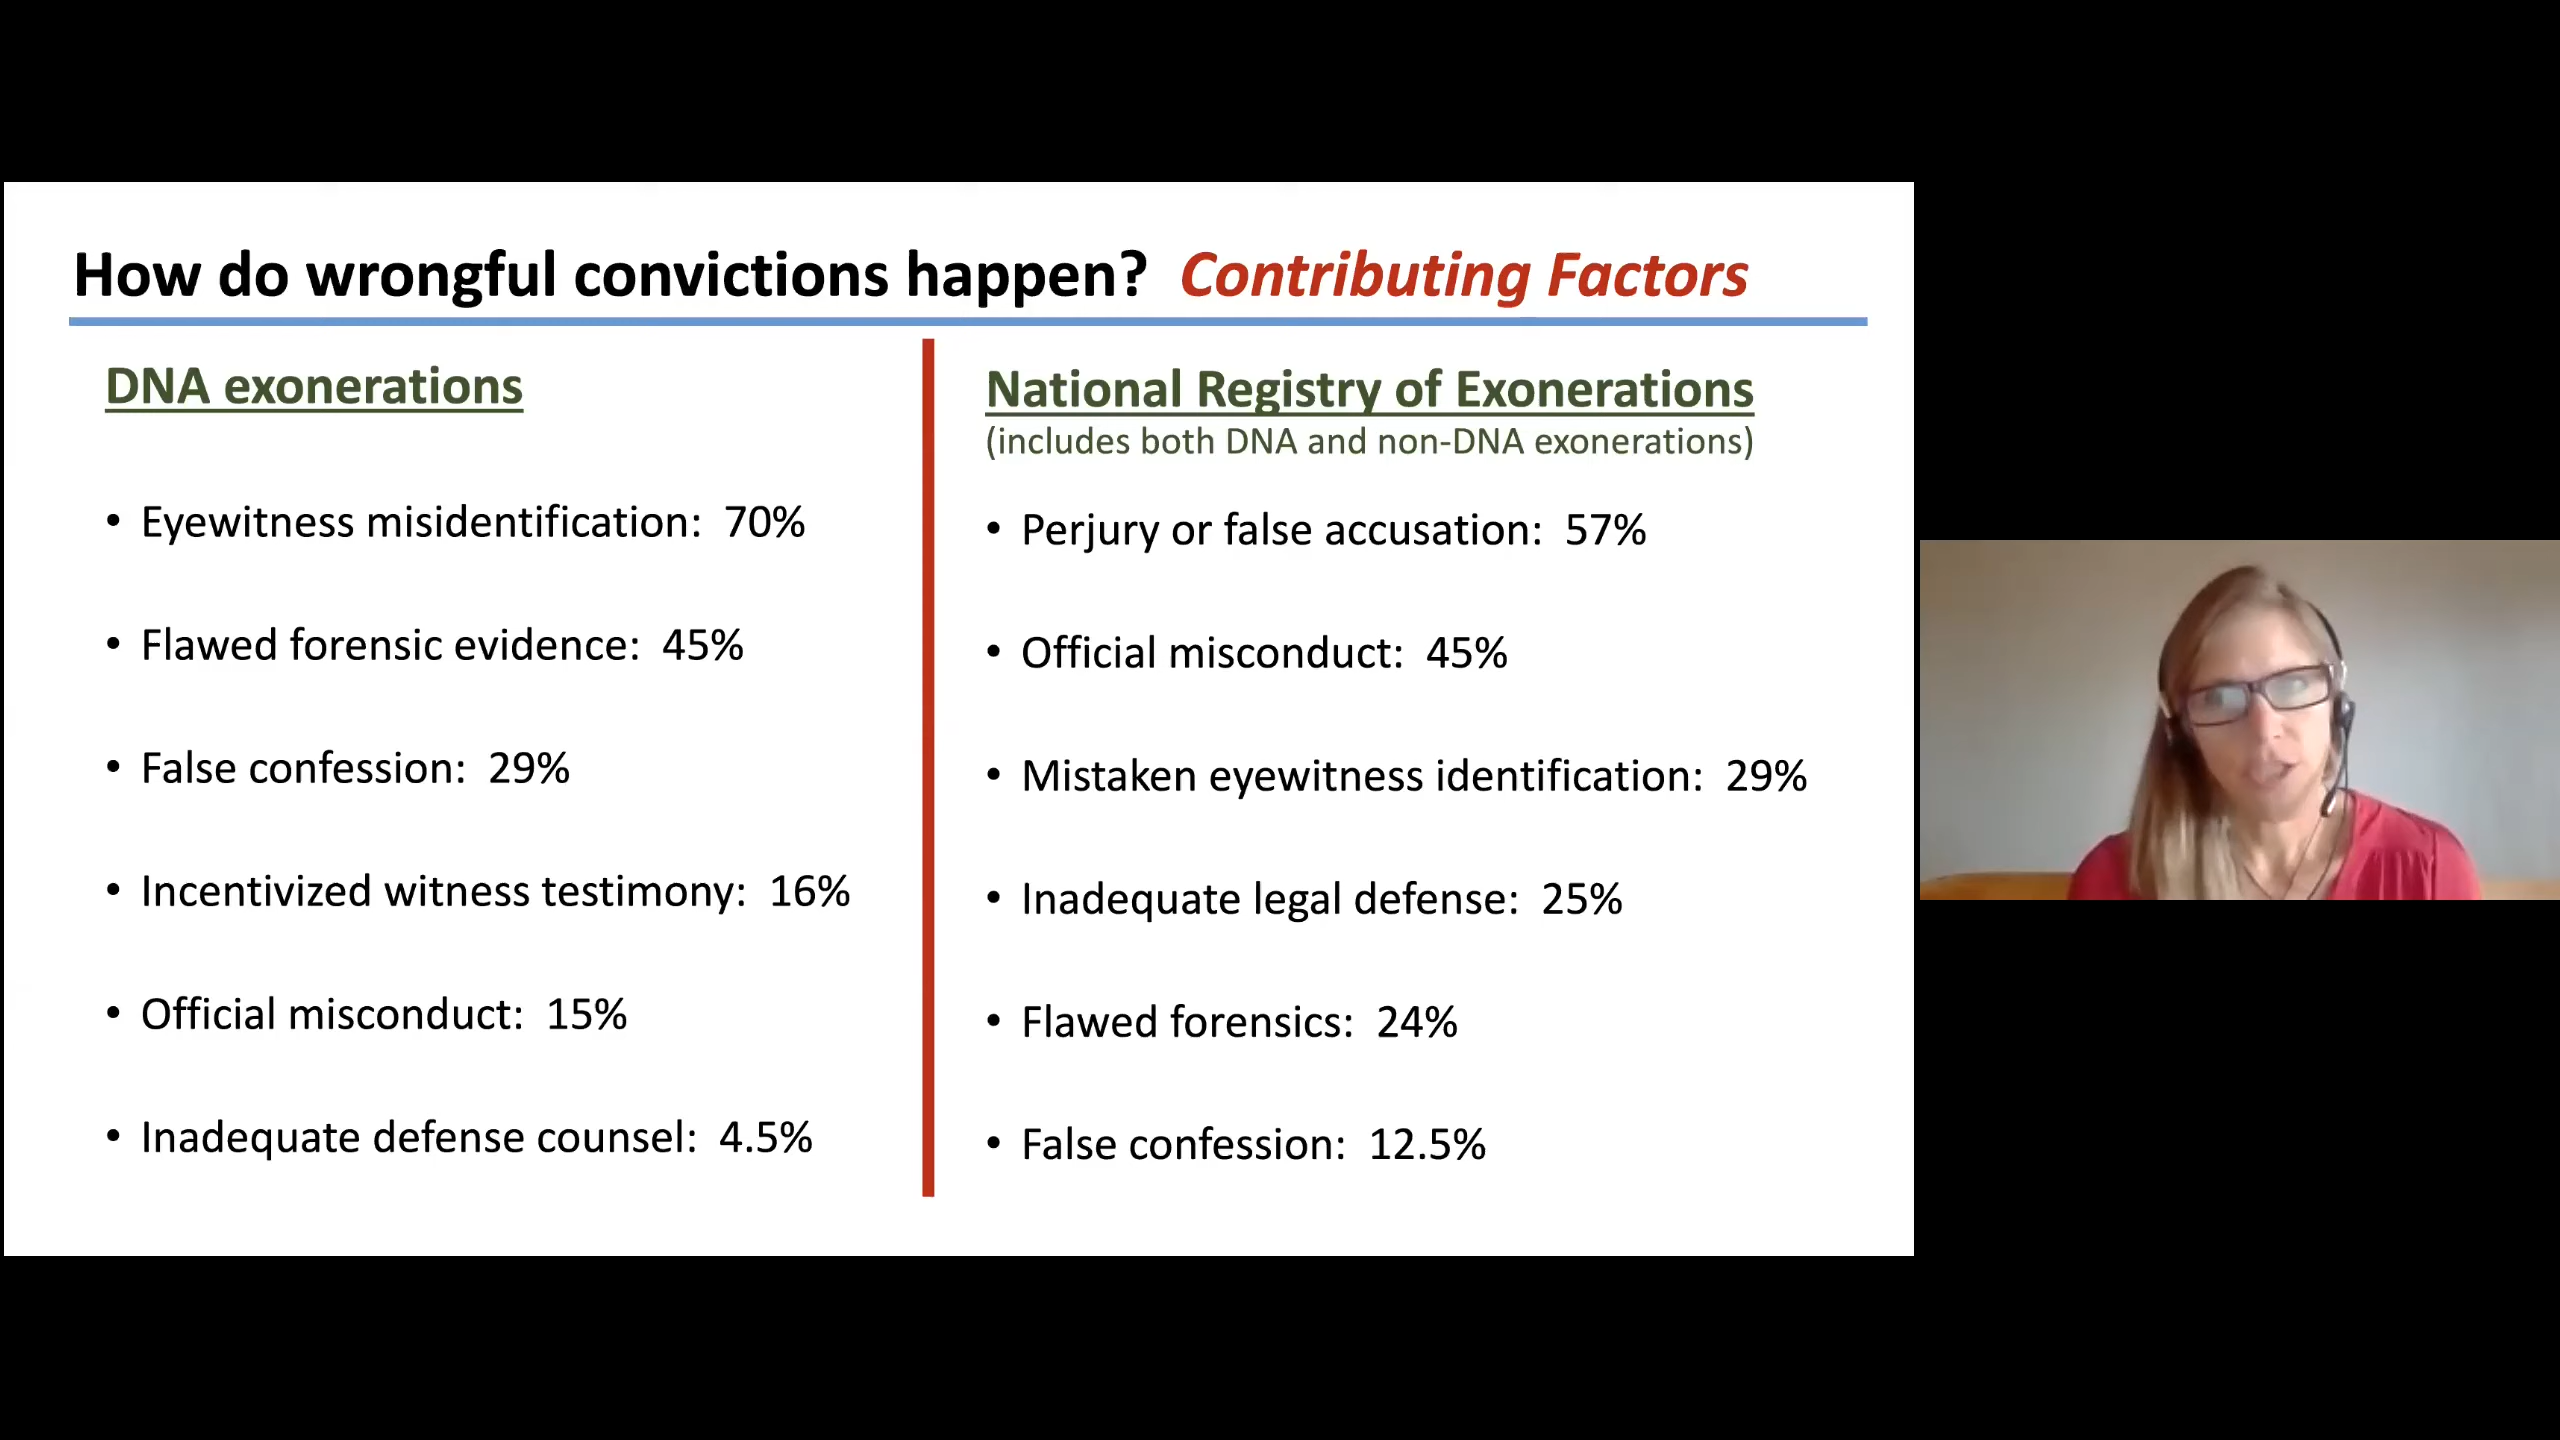 How do wrongful convictions happen? Contributing Factors
DNA exonerations
• Eyewitness misidentification: 70%
• Flawed forensic evidence: 45%
• False confession: 29%
• Incentivized witness testimony: 16%
• Official misconduct: 15%
• Inadequate defense counsel: 4.5%
National Registry of Exonerations
(includes both DNA and non-DNA exonerations)
• Perjury or false accusation: 57%
• Official misconduct: 45%
• Mistaken eyewitness identification: 29%
• Inadequate legal defense: 25%
• Flawed forensics: 24%
• False confession: 12.5%